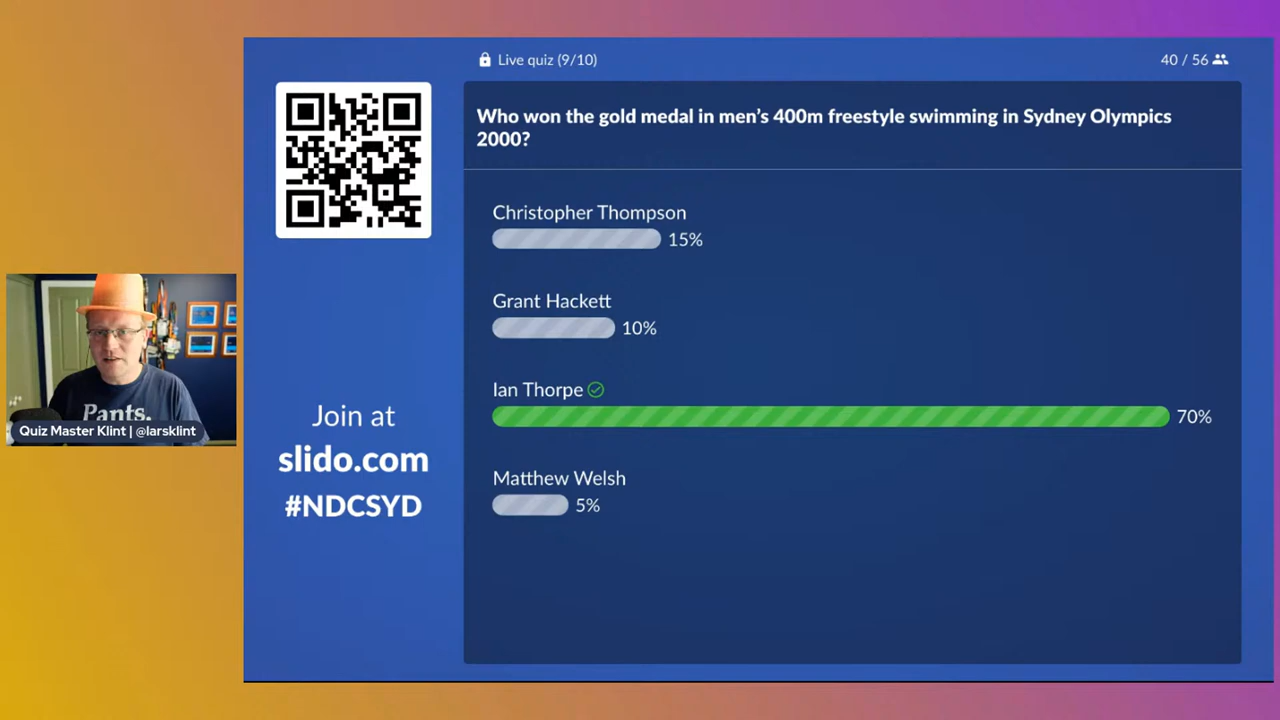 Live quiz (9/10)
40 / 56
Who won the gold medal in men’s 400m freestyle swimming in Sydney Olympics
2000?
Christopher Thompson
15%
Grant Hackett
10%
Ian Thorpe
70%
Matthew Welsh
5%
Join at
slido.com
#NDCSYD
Pants.
Quiz Master Klint | @larsklint